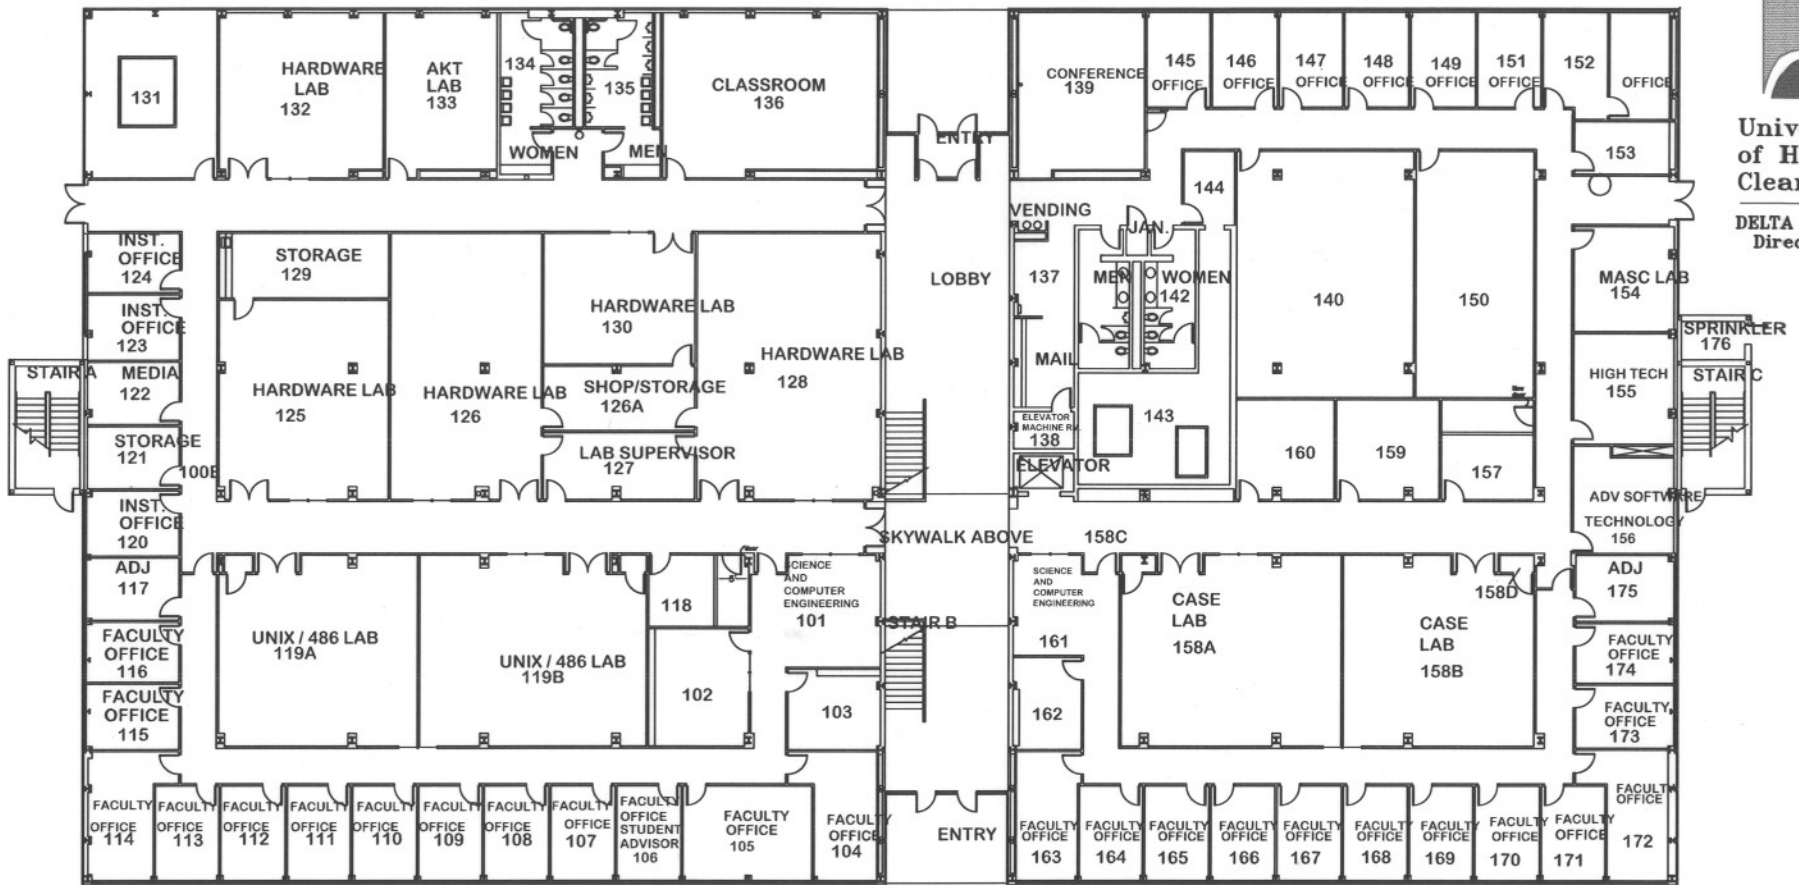 131
HARDWARE
LAB
132
AKT
LAB
133
134
WOMEN
135
MEN
CLASSROOM
136
ENTRY
CONFERENCE
139
145
OFFICE
146
OFFICE
147
OFFICE
148
OFFICE
149
OFFICE
151
OFFICE
152
OFFICE
153
Univ
of H
Clear
DELTA
Direc
144
VENDING
JAN.
INST.
OFFICE
124
STORAGE
129
HARDWARE LAB
130
LOBBY
137
MEN
WOMEN
142
140
150
MASC LAB
154
INST.
OFFICE
123
HARDWARE LAB
128
MAIL
SPRINKLER
176
STAIR A
MEDIA
122
HARDWARE LAB
125
HARDWARE LAB
126
SHOP/STORAGE
126A
HIGH TECH
155
STAIR C
STORAGE
121
100E
LAB SUPERVISOR
127
ELEVATOR
MACHINE RM.
138
ELEVATOR
143
160
159
157
INST.
OFFICE
120
SKYWALK ABOVE
158C
ADV SOFTWARE
TECHNOLOGY
156
ADJ
117
UNIX / 486 LAB
119A
UNIX / 486 LAB
119B
118
SCIENCE
AND
COMPUTER
ENGINEERING
101
STAIR B
SCIENCE
AND
COMPUTER
ENGINEERING
161
CASE
LAB
158A
CASE
LAB
158B
158D
ADJ
175
FACULTY
OFFICE
116
FACULTY
OFFICE
174
FACULTY
OFFICE
115
102
103
162
FACULTY
OFFICE
173
FACULTY
OFFICE
114
FACULTY
OFFICE
113
FACULTY
OFFICE
112
FACULTY
OFFICE
111
FACULTY
OFFICE
110
FACULTY
OFFICE
109
FACULTY
OFFICE
108
FACULTY
OFFICE
107
FACULTY
OFFICE
STUDENT
ADVISOR
106
FACULTY
OFFICE
105
FACULTY
OFFICE
104
ENTRY
FACULTY
OFFICE
163
FACULTY
OFFICE
164
FACULTY
OFFICE
165
FACULTY
OFFICE
166
FACULTY
OFFICE
167
FACULTY
OFFICE
168
FACULTY
OFFICE
169
FACULTY
OFFICE
170
FACULTY
OFFICE
171
FACULTY
OFFICE
172